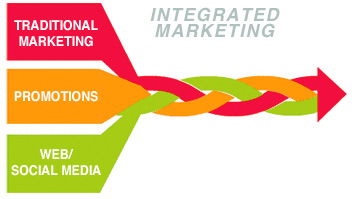 INTEGRATED
MARKETING
TRADITIONAL
MARKETING
PROMOTIONS
WEB/
SOCIAL MEDIA